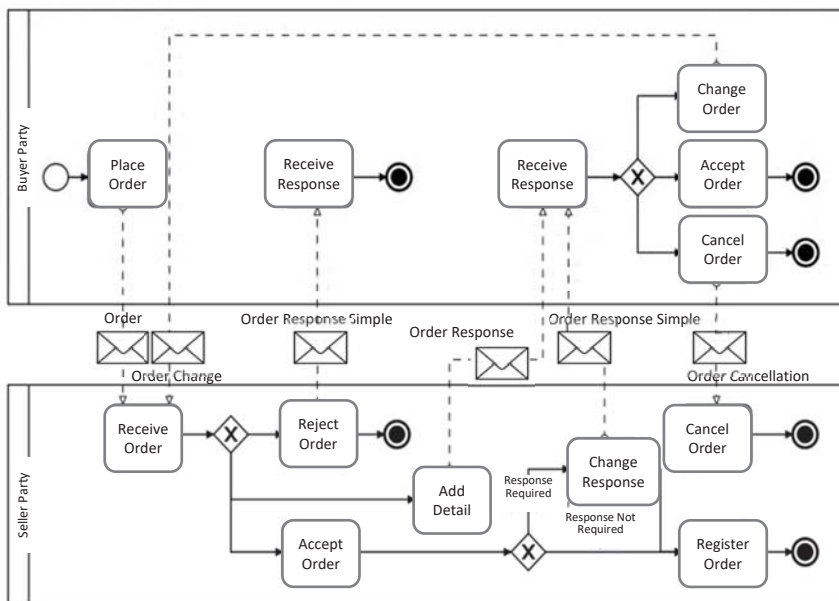 Buyer Party
Place
Order
Receive
Response
Receive
Response
Change
Order
X
Accept
Order
Cancel
Order
Order
Order Response Simple
Order Response
Order Response Simple
Order Change
Order Cancellation
Seller Party
Receive
Order
X
Reject
Order
Cancel
Order
Add
Detail
Response
Required
Change
Response
Response Not
Required
Accept
Order
X
Register
Order